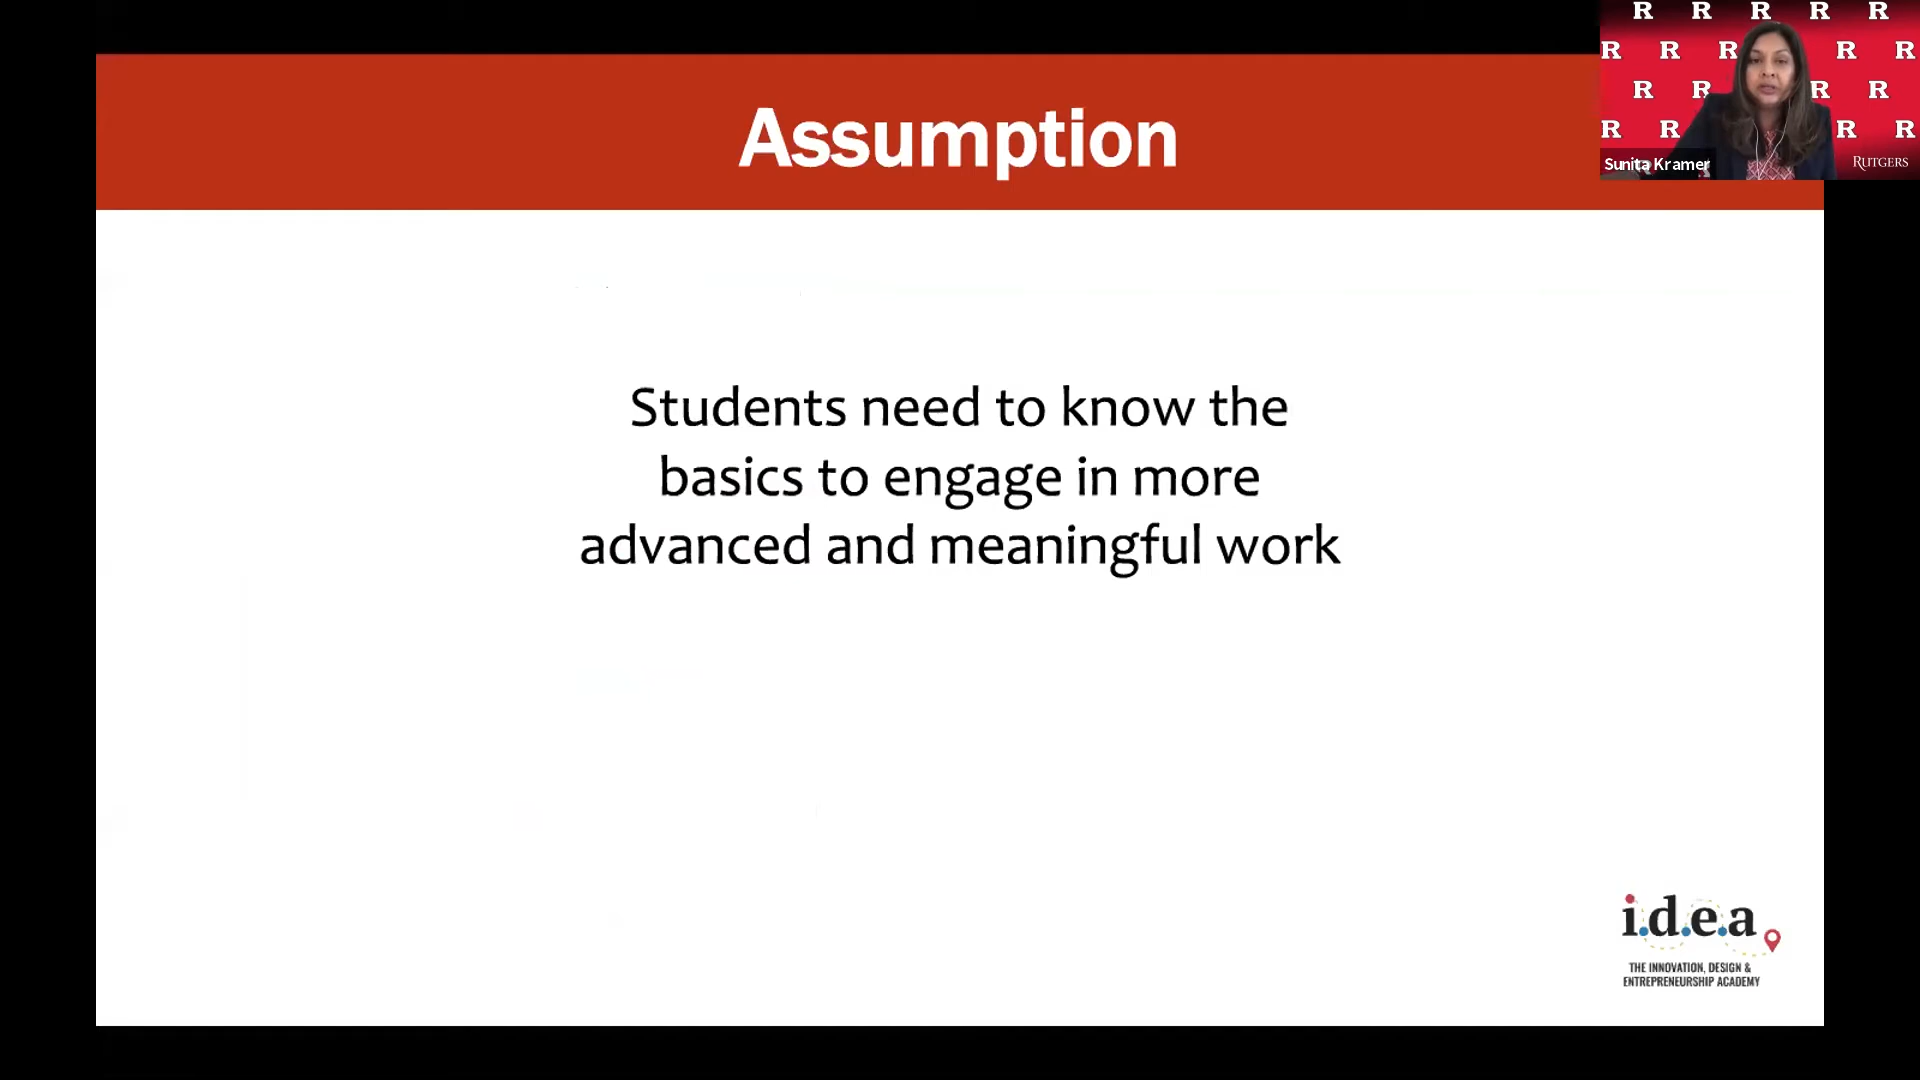 Assumption
R R R R R
R R R R R
R R R R
R R R R
Sunita Kramer
RUTGERS
Students need to know the
basics to engage in more
advanced and meaningful work
i.d.e.a
THE INNOVATION, DESIGN &
ENTREPRENEURSHIP ACADEMY